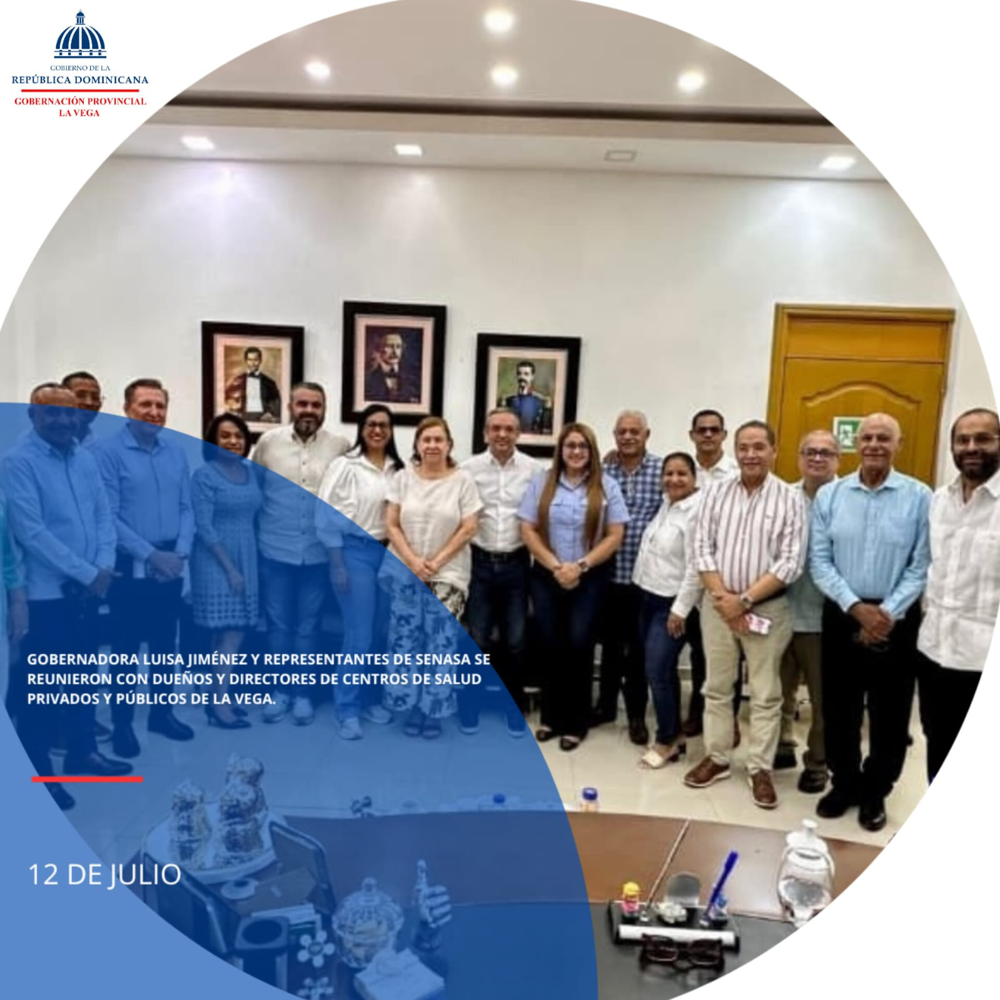 GOBIERNO DE LA
REPÚBLICA DOMINICANA
GOBERNACIÓN PROVINCIAL
LA VEGA
GOBERNADORA LUISA JIMÉNEZ Y REPRESENTANTES DE SENASA SE
REUNIERON CON DUEÑOS Y DIRECTORES DE CENTROS DE SALUD
PRIVADOS Y PÚBLICOS DE LA VEGA.
12 DE JULIO